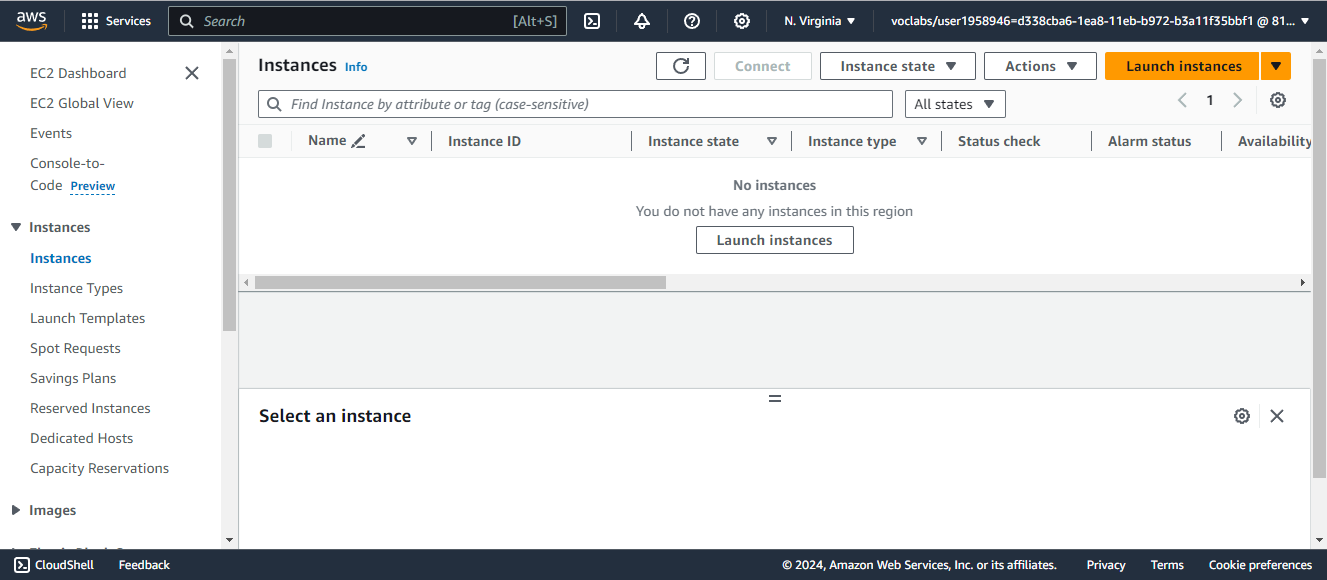 aws Services Search [Alt+S] N. Virginia voclabs/user1958946=d338cba6-1ea8-11eb-b972-b3a11f35bbf1 @ 81...
EC2 Dashboard
EC2 Global View
Events
Console-to-
Code Preview
Instances
Instances
Instance Types
Launch Templates
Spot Requests
Savings Plans
Reserved Instances
Dedicated Hosts
Capacity Reservations
Images
Instances Info Connect Instance state Actions Launch instances
Find Instance by attribute or tag (case-sensitive) All states 1
Name Instance ID Instance state Instance type Status check Alarm status Availability
No instances
You do not have any instances in this region
Launch instances
Select an instance
CloudShell Feedback © 2024, Amazon Web Services, Inc. or its affiliates. Privacy Terms Cookie preferences